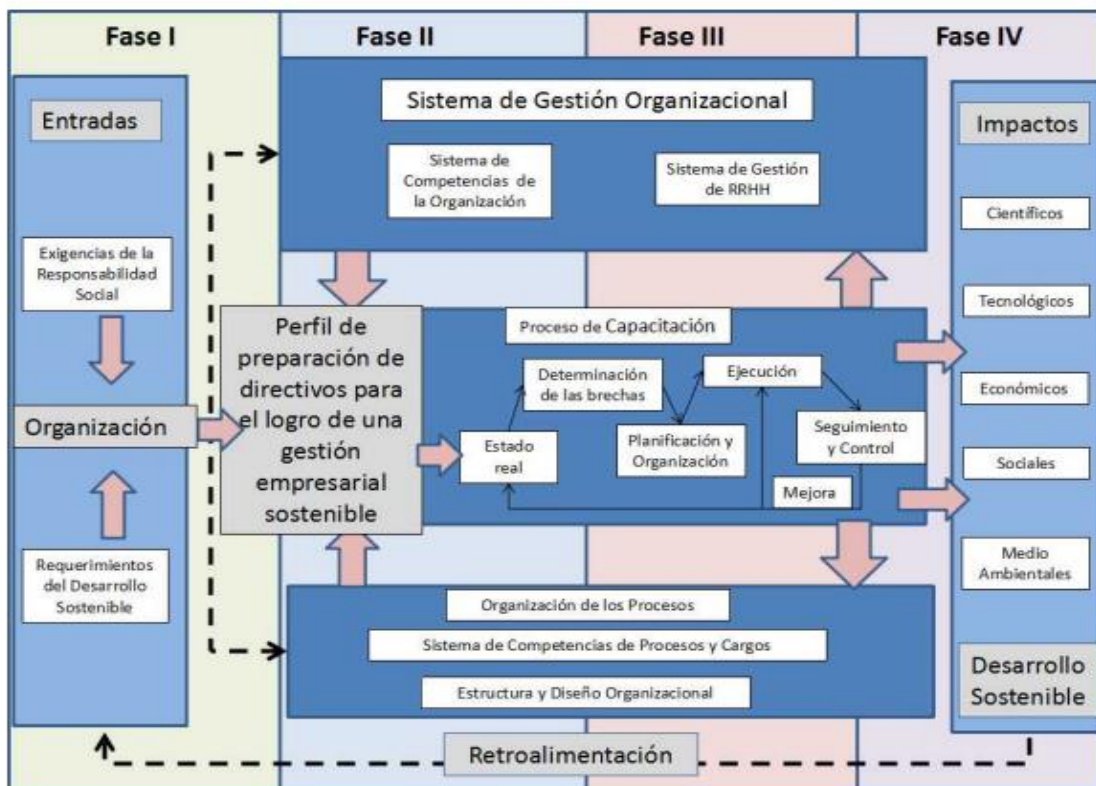 Fase I
Fase II
Fase III
Fase IV
Entradas
Exigencias de la
Responsabilidad
Social
Organización
Requerimientos
del Desarrollo
Sostenible
Sistema de Gestión Organizacional
Sistema de
Competencias de
la Organización
Sistema de Gestión
de RRHH
Perfil de
preparación de
directivos para
el logro de una
gestión
empresarial
sostenible
Proceso de Capacitación
Estado
real
Determinación
de las brechas
Planificación y
Organización
Ejecución
Seguimiento
y Control
Mejora
Organización de los Procesos
Sistema de Competencias de Procesos y Cargos
Estructura y Diseño Organizacional
Impactos
Científicos
Tecnológicos
Económicos
Sociales
Medio
Ambientales
Desarrollo
Sostenible
Retroalimentación